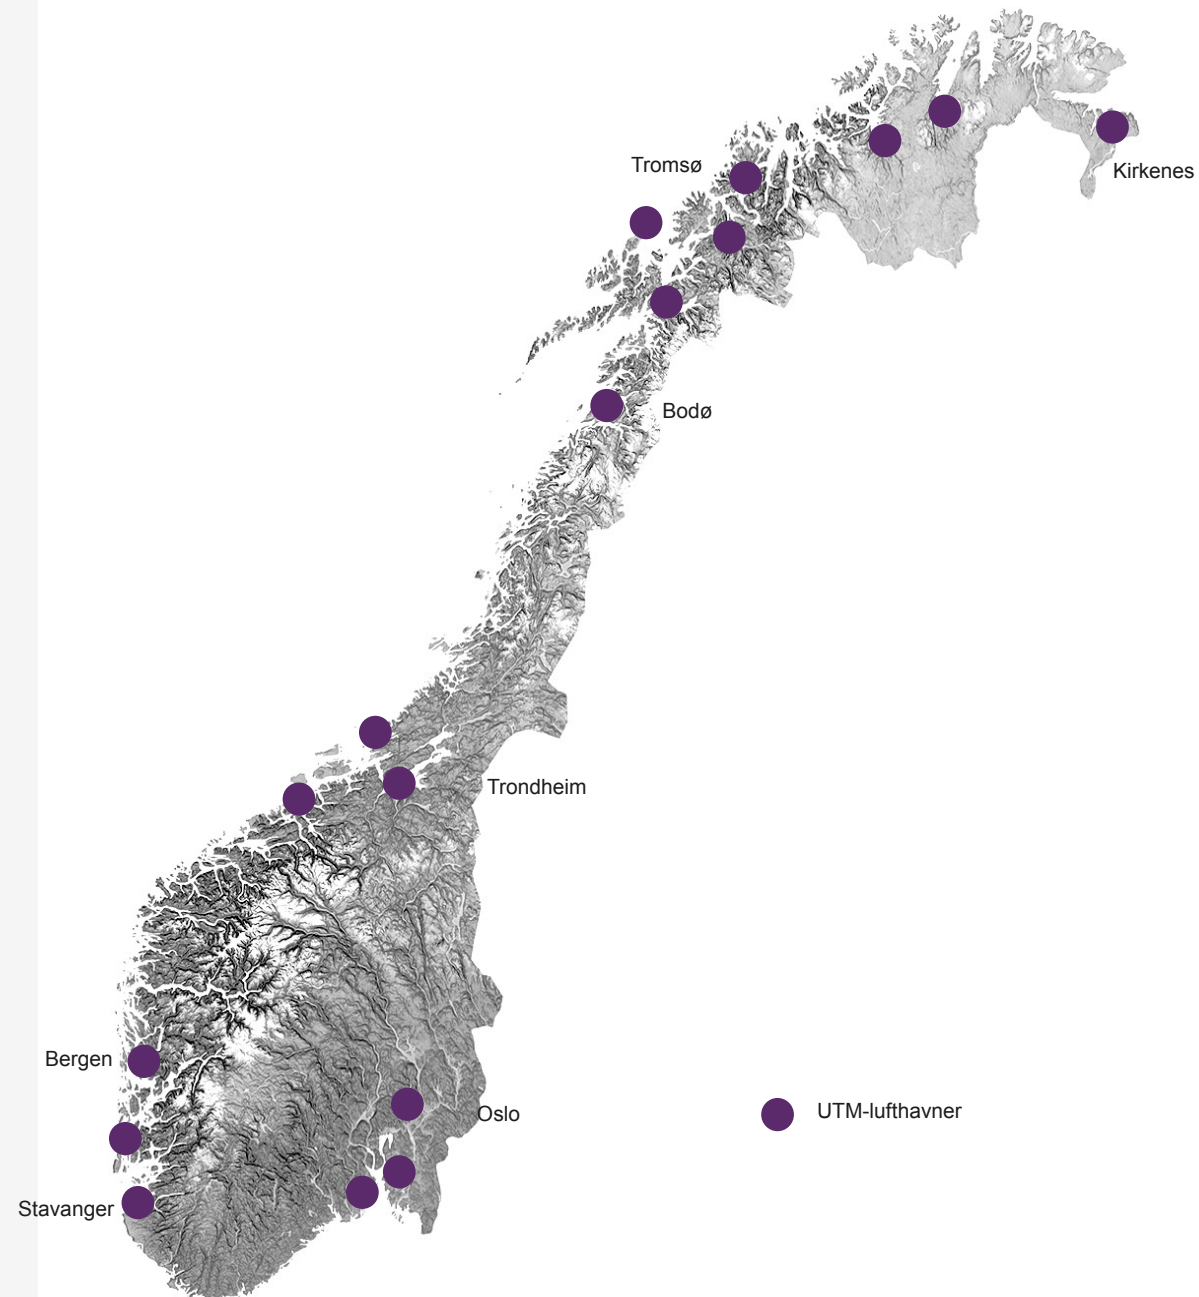 Tromsø
Kirkenes
Bodø
Trondheim
Bergen
Oslo
UTM-lufthavner
Stavanger